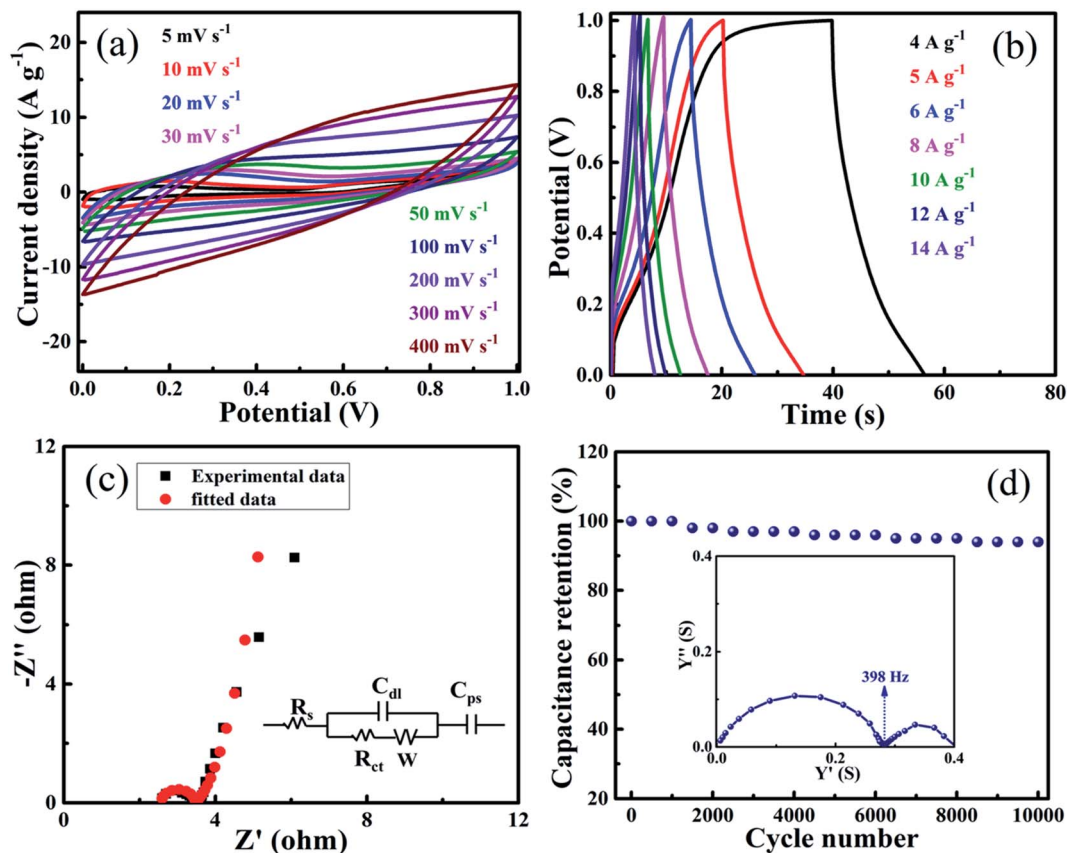 (a)
5 mV s⁻¹
10 mV s⁻¹
20 mV s⁻¹
30 mV s⁻¹
50 mV s⁻¹
100 mV s⁻¹
200 mV s⁻¹
300 mV s⁻¹
400 mV s⁻¹
Current density (A g⁻¹)
20
10
0
-10
-20
0.0 0.2 0.4 0.6 0.8 1.0
Potential (V)
(b)
4 A g⁻¹
5 A g⁻¹
6 A g⁻¹
8 A g⁻¹
10 A g⁻¹
12 A g⁻¹
14 A g⁻¹
Potential (V)
1.0
0.8
0.6
0.4
0.2
0.0
0 20 40 60 80
Time (s)
(c)
Experimental data
fitted data
-Z'' (ohm)
12
8
4
0
Rs
Cdl
Cps
Rct
W
0 4 8 12
Z' (ohm)
(d)
Capacitance retention (%)
120
100
80
60
40
20
0.4
0.2
0.0
Y'' (S)
398 Hz
0.0 0.2 0.4
Y' (S)
0 2000 4000 6000 8000 10000
Cycle number